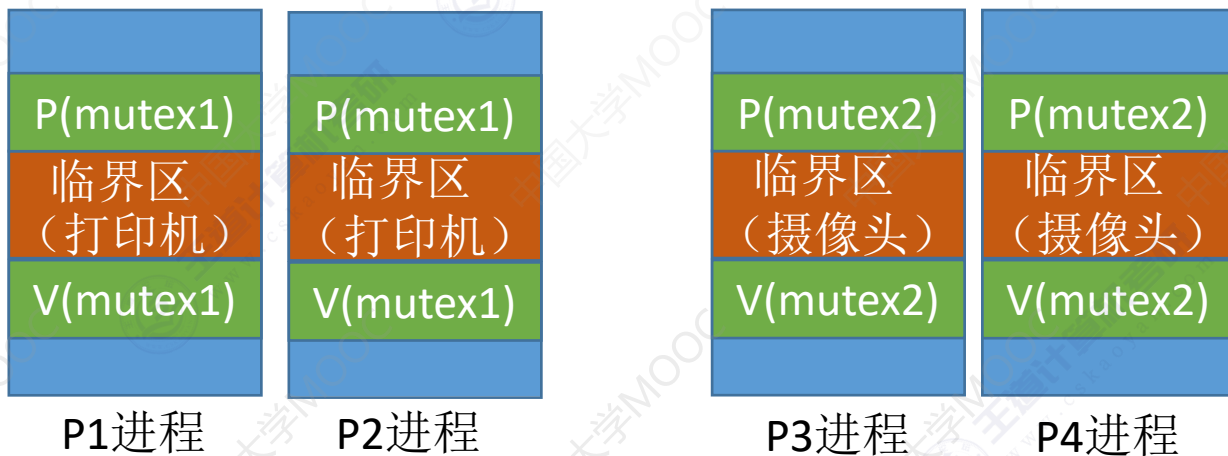 P(mutex1)
临界区
（打印机）
V(mutex1)
P1进程
P(mutex1)
临界区
（打印机）
V(mutex1)
P2进程
P(mutex2)
临界区
（摄像头）
V(mutex2)
P3进程
P(mutex2)
临界区
（摄像头）
V(mutex2)
P4进程